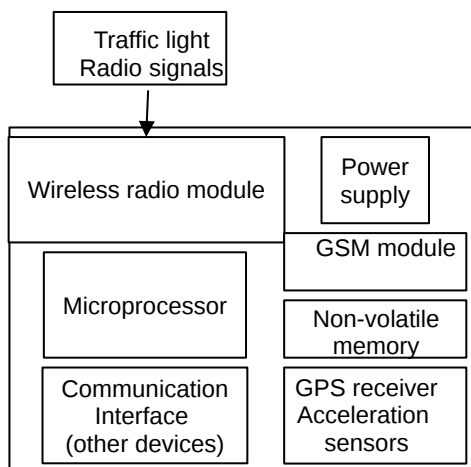 Traffic light
Radio signals
Wireless radio module
Power
supply
GSM module
Microprocessor
Non-volatile
memory
Communication
Interface
(other devices)
GPS receiver
Acceleration
sensors